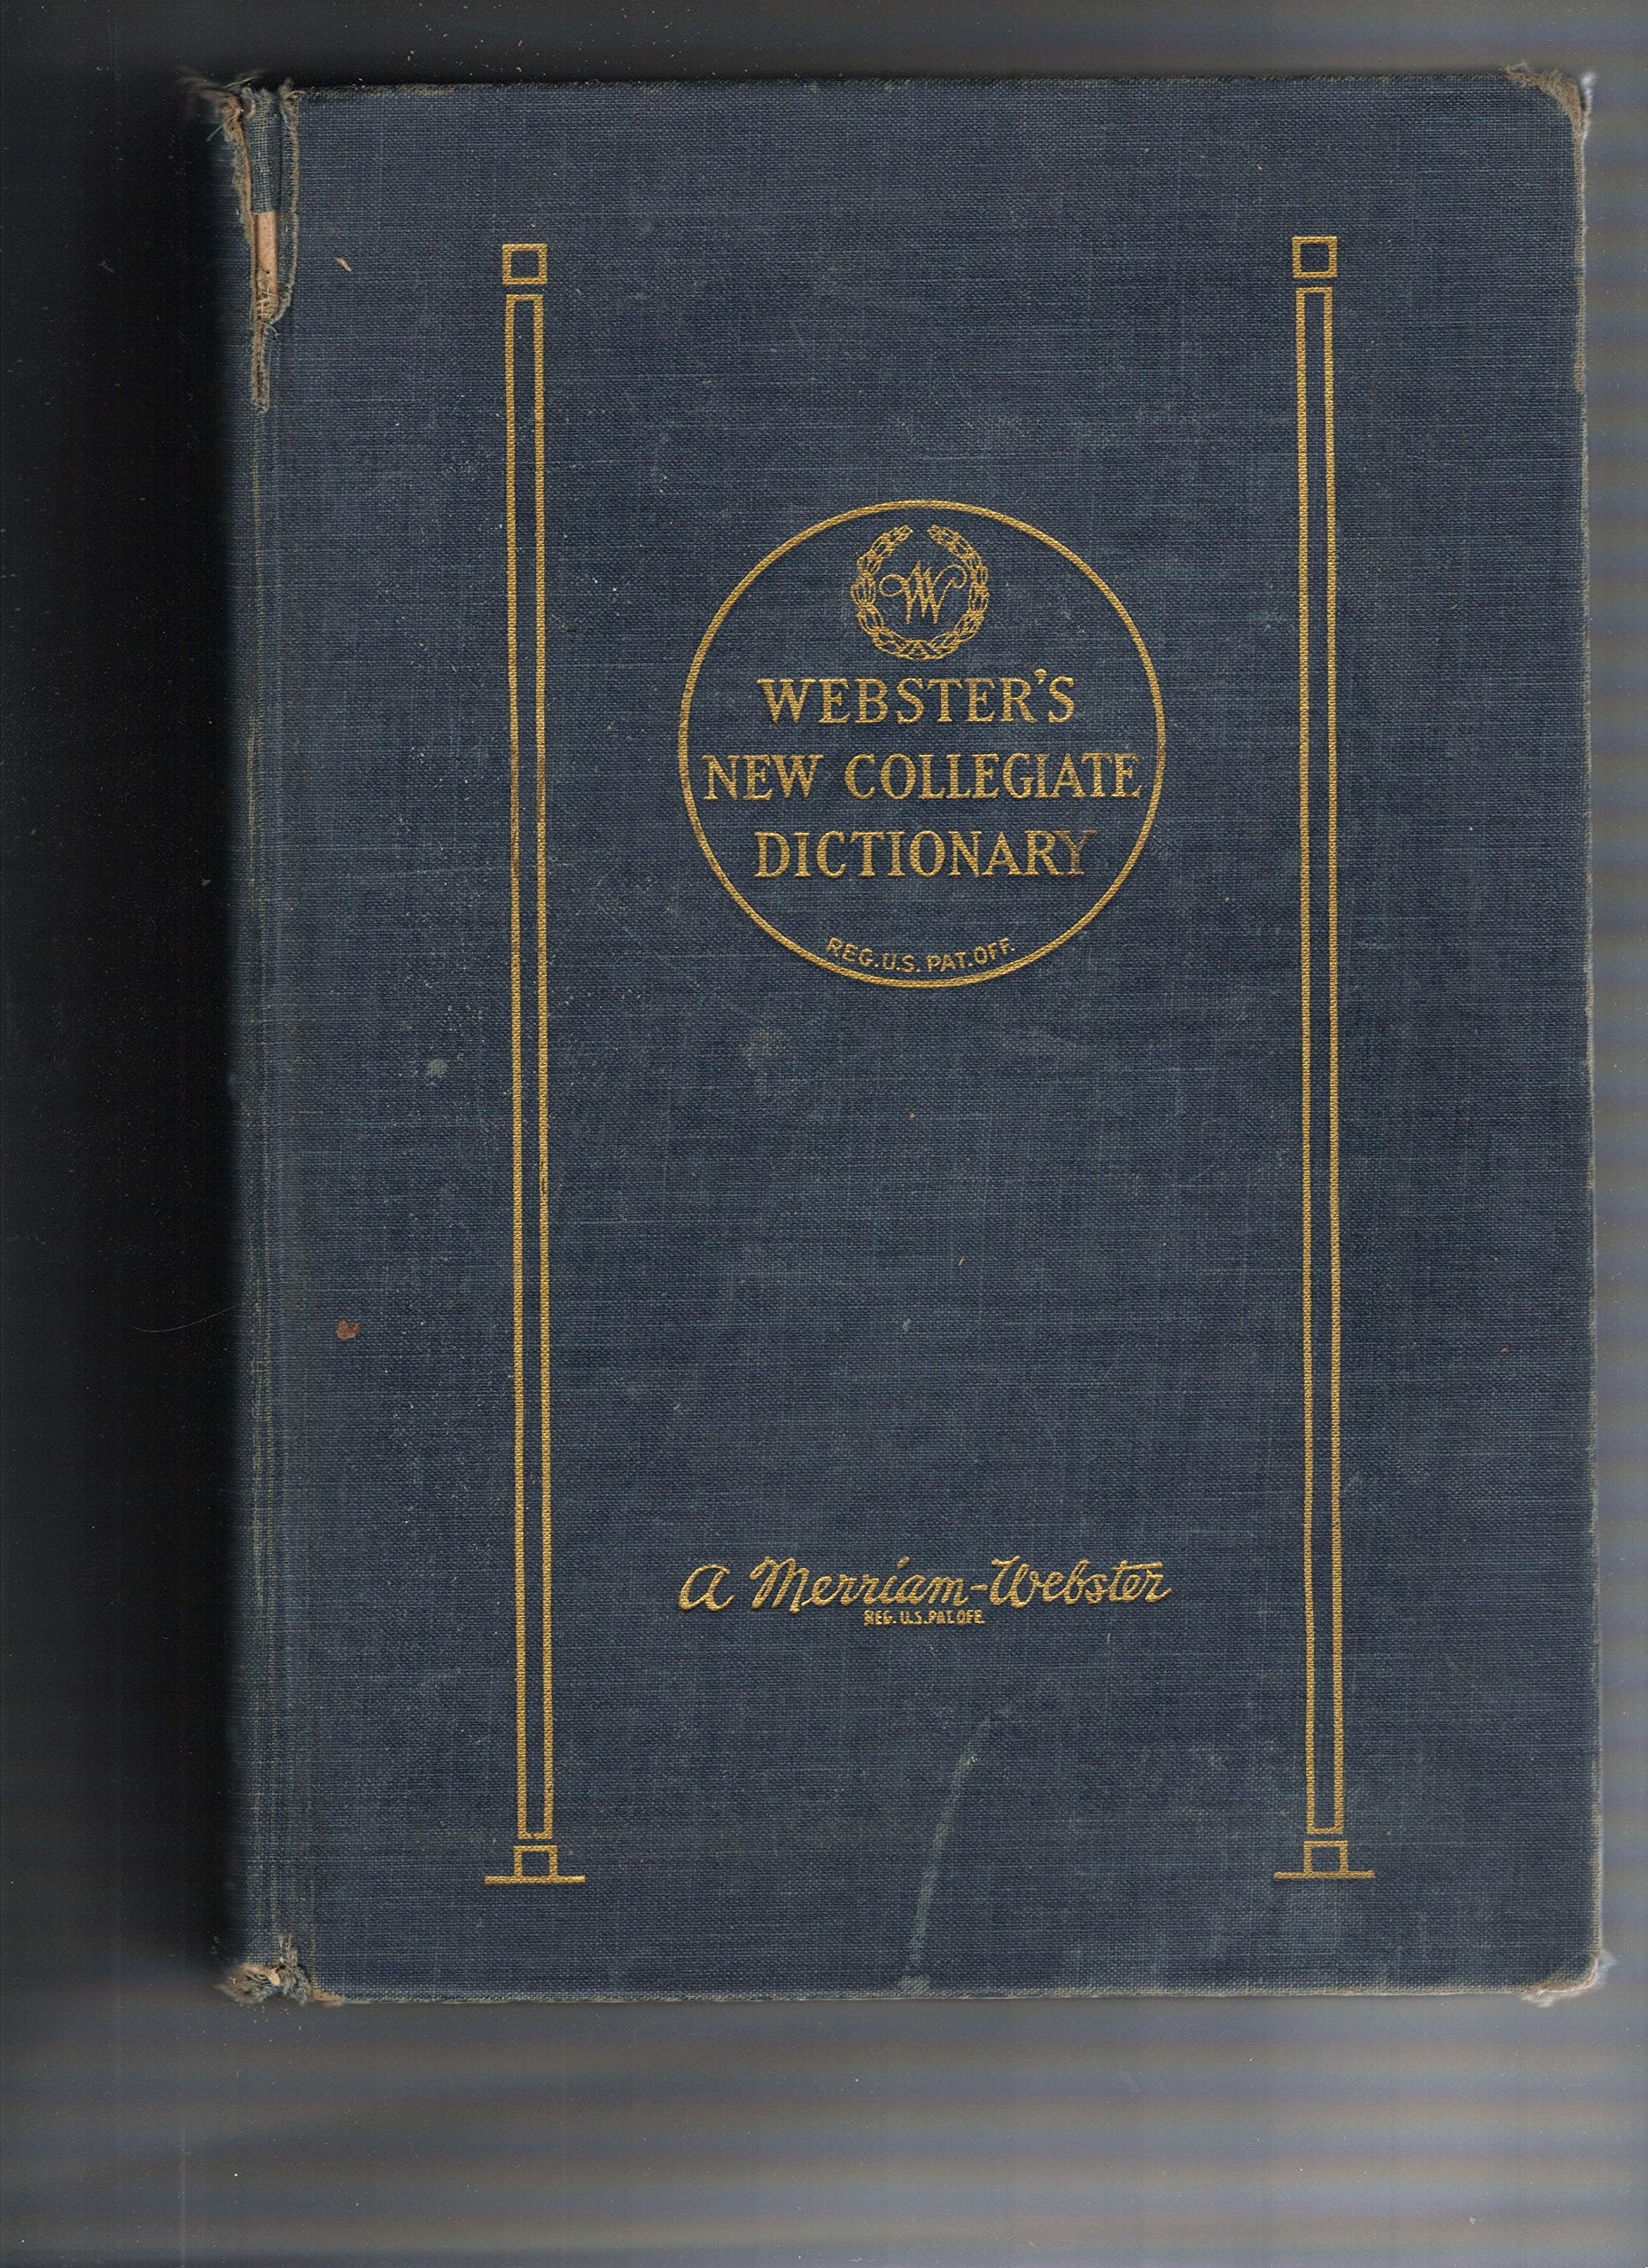 W
WEBSTER'S
NEW COLLEGIATE
DICTIONARY
REG. U.S. PAT. OFF.
a Merriam-Webster
REG. U.S. PAT. OFF.